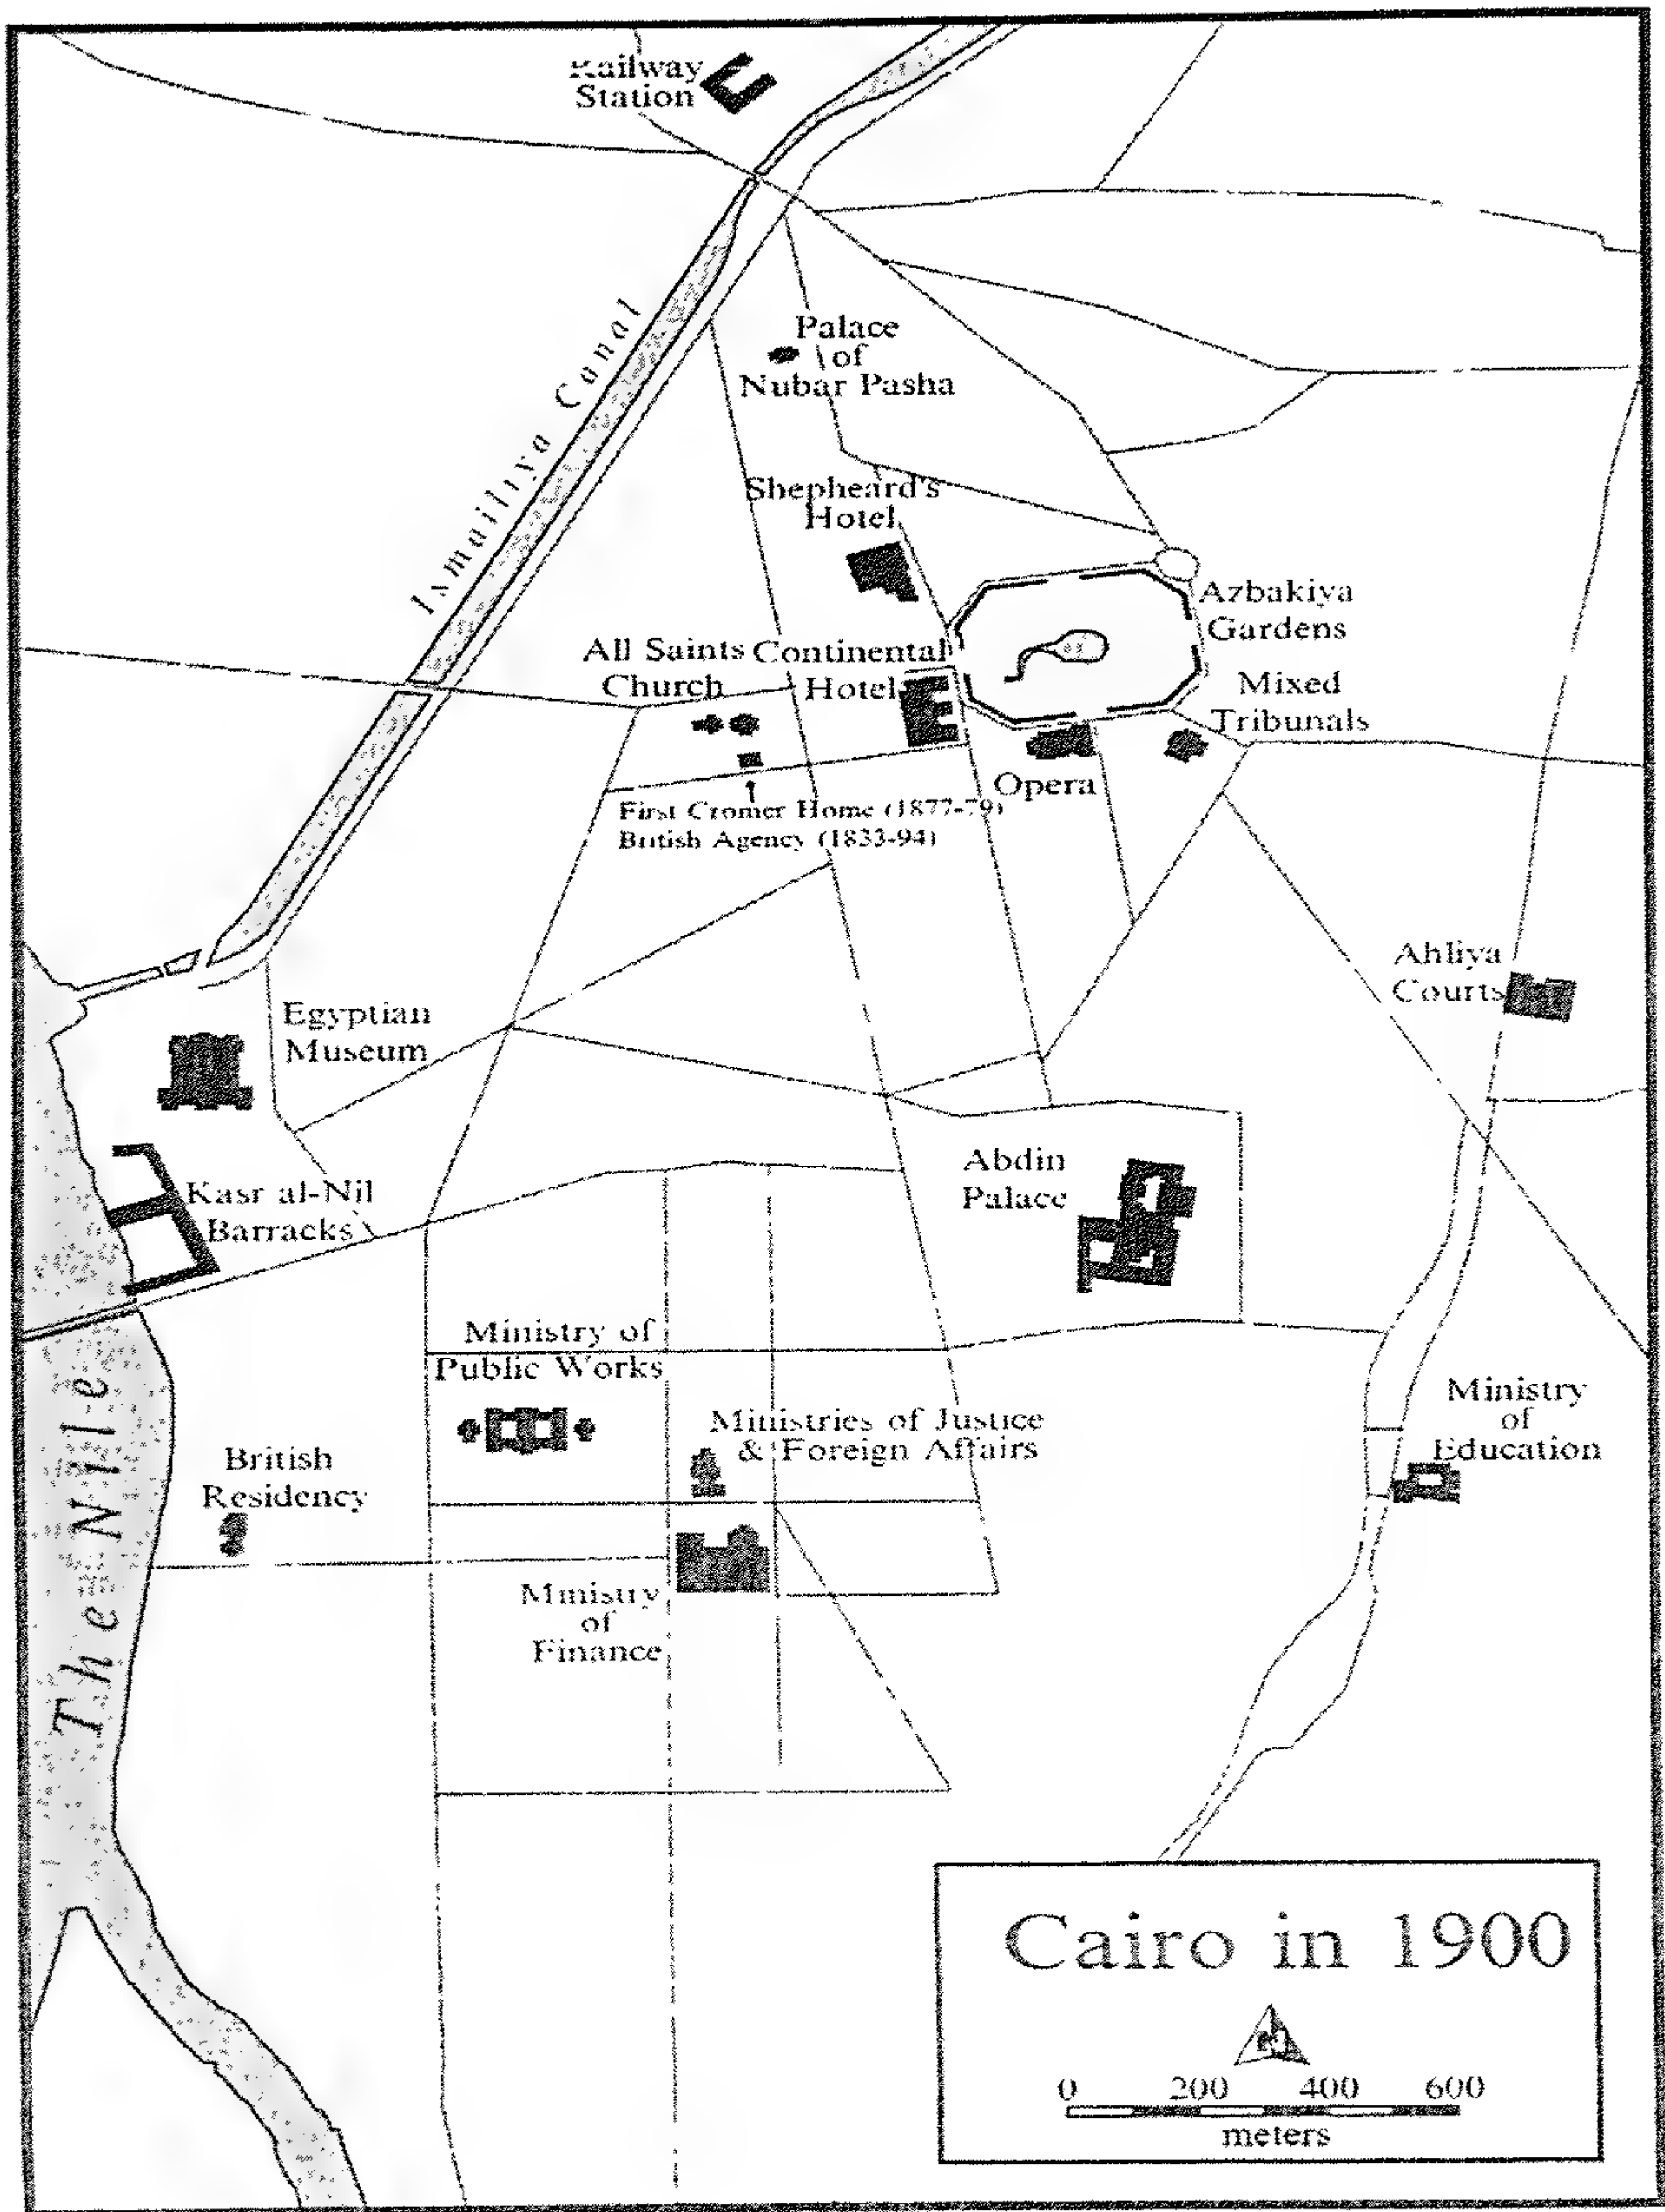 Railway
Station
Ismailiya Canal
Palace
of
Nubar Pasha
Shepheard's
Hotel
Azbakiya
Gardens
All Saints
Church
Continental
Hotel
Mixed
Tribunals
Opera
First Cromer Home (1877-79)
British Agency (1833-94)
Ahliya
Courts
Egyptian
Museum
Kasr al-Nil
Barracks
Abdin
Palace
Ministry of
Public Works
Ministries of Justice
& Foreign Affairs
Ministry
of
Education
British
Residency
The Nile
Ministry
of
Finance
Cairo in 1900
0 200 400 600
meters